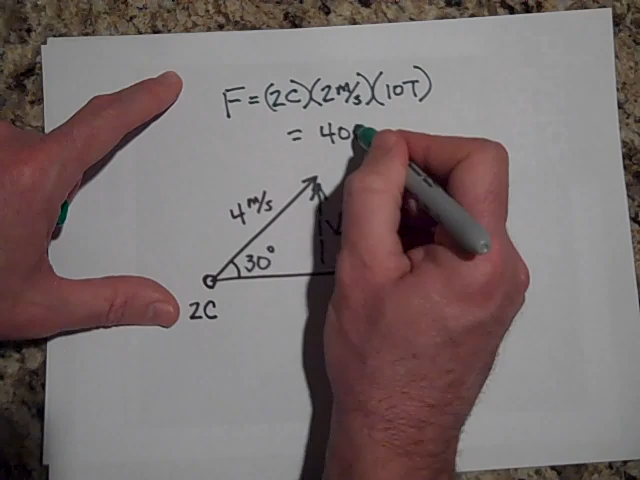 F=(2C)(2m/s)(10T)
= 40
4m/s
30°
2C